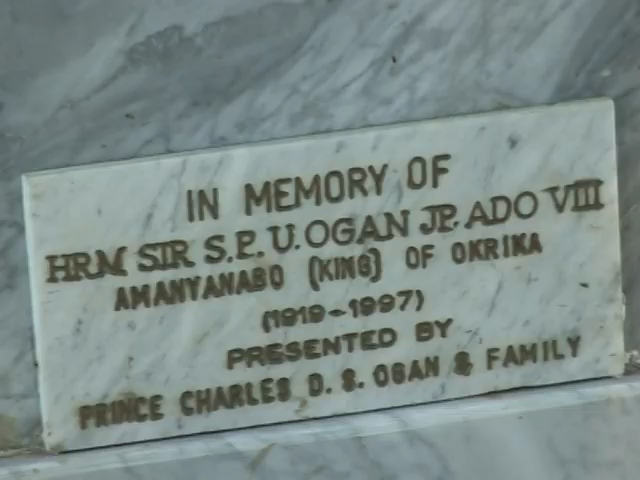 IN MEMORY OF
HRM SIR S.P.U. OGAN JP. ADO VIII
AMANYANABO (KING) OF OKRIKA
(1919-1997)
PRESENTED BY
PRINCE CHARLES D. S. OGAN & FAMILY